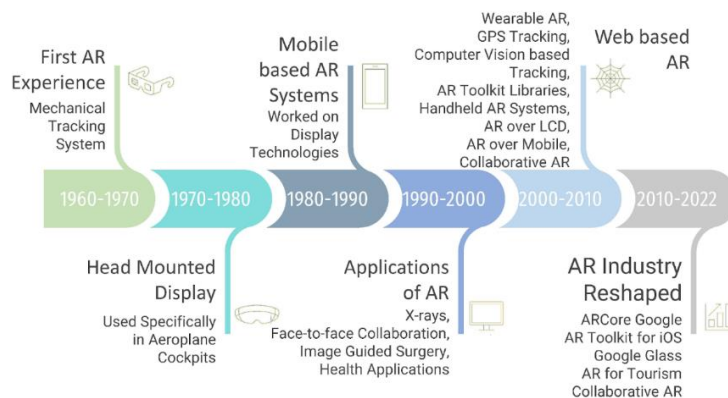 First AR
Experience
Mechanical
Tracking
System
Mobile
based AR
Systems
Worked on
Display
Technologies
Wearable AR,
GPS Tracking,
Computer Vision based
Tracking,
AR Toolkit Libraries,
Handheld AR Systems,
AR over LCD,
AR over Mobile,
Collaborative AR
Web based
AR
1960-1970
1970-1980
1980-1990
1990-2000
2000-2010
2010-2022
Head Mounted
Display
Used Specifically
in Aeroplane
Cockpits
Applications
of AR
X-rays,
Face-to-face Collaboration,
Image Guided Surgery,
Health Applications
AR Industry
Reshaped
ARCore Google
AR Toolkit for iOS
Google Glass
AR for Tourism
Collaborative AR